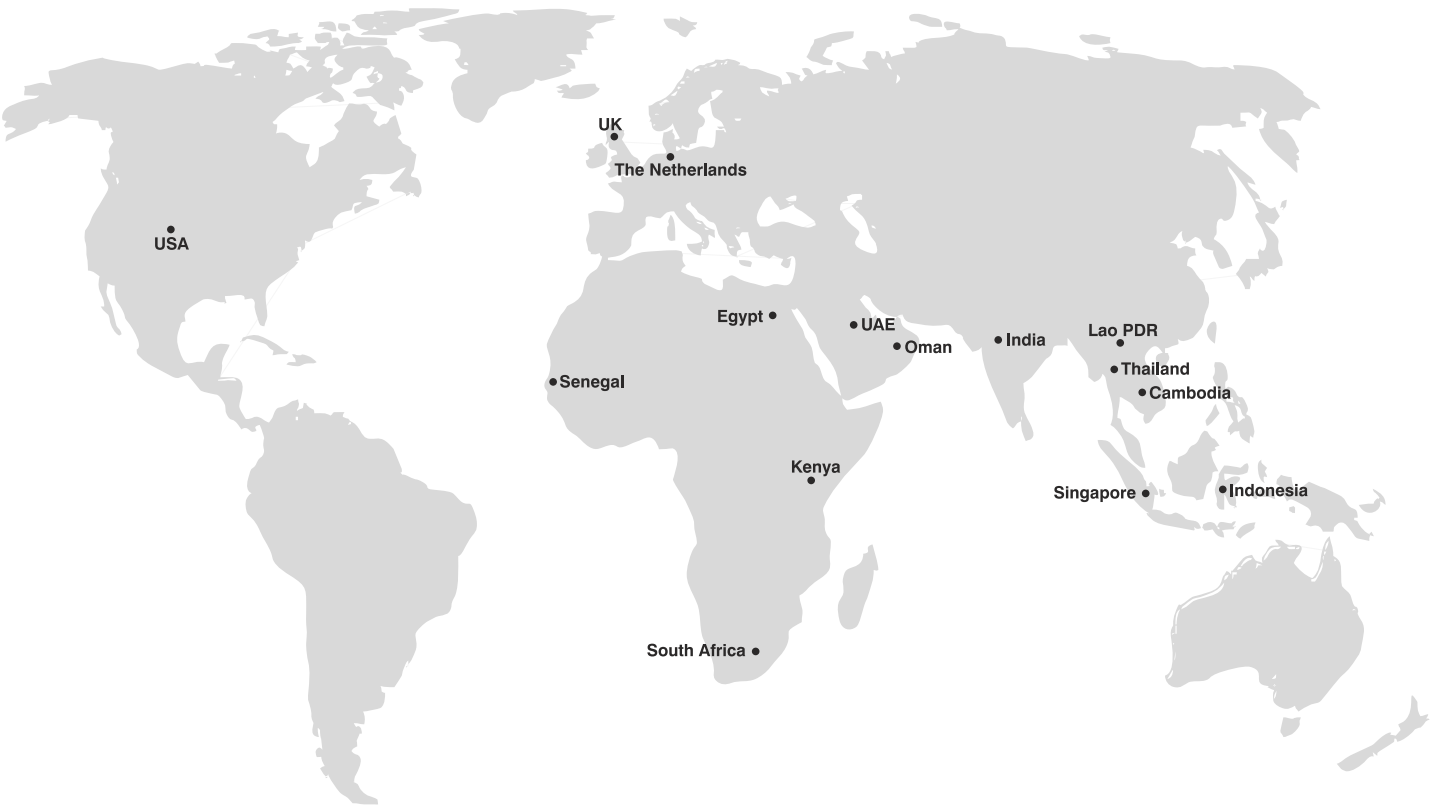 UK
The Netherlands
USA
Egypt
UAE
Oman
India
Lao PDR
Thailand
Cambodia
Senegal
Kenya
Singapore
Indonesia
South Africa